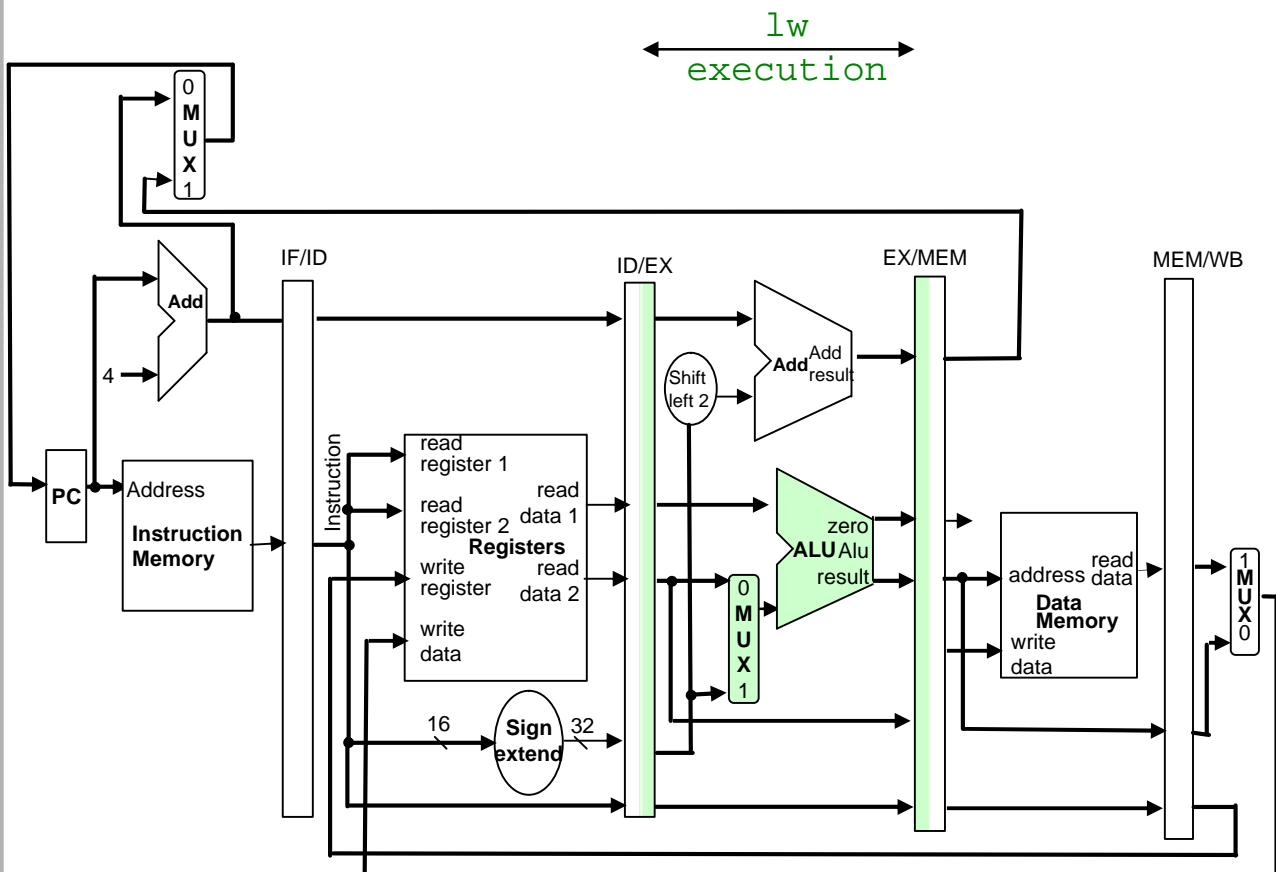 lw
execution
0
M
U
X
1
IF/ID
ID/EX
EX/MEM
MEM/WB
Add
4
Shift
left 2
Add
Add
result
PC
Address
Instruction
Memory
Instruction
read
register 1
read
register 2
write
register
write
data
Registers
read
data 1
read
data 2
16
Sign
extend
32
0
M
U
X
1
zero
ALU
Alu
result
address
read
data
Data
Memory
write
data
1
M
U
X
0